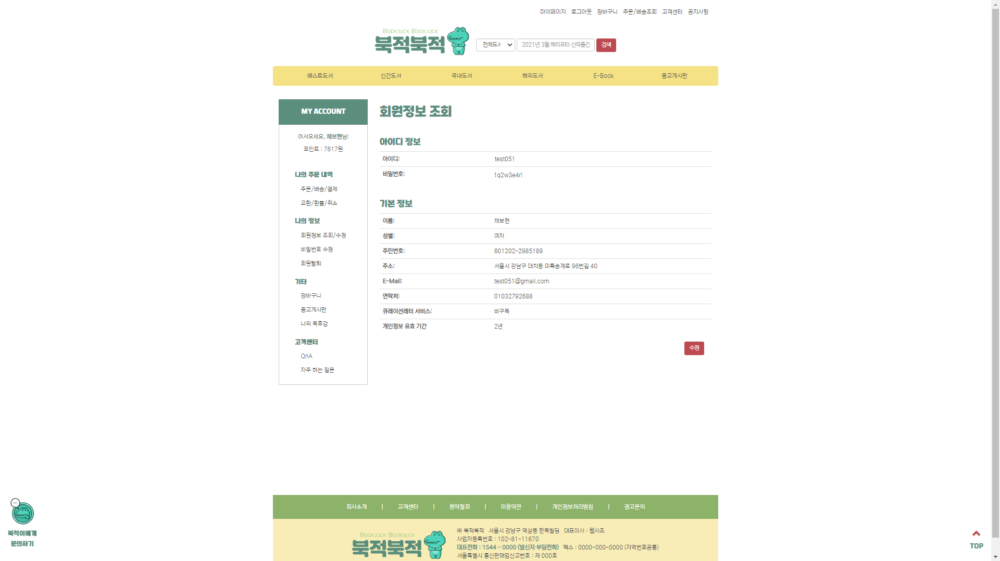 마이페이지 로그아웃 장바구니 주문/배송조회 고객센터 공지사항
BOOKJUCK BOOKJUCK
북적북적
전체도서 2021년 3월 해리포터 신작출간 검색
베스트도서 신간도서 국내도서 해외도서 E-Book 중고게시판
MY ACCOUNT
어서오세요, 채보현님!
포인트 : 7617원
나의 주문 내역
주문/배송/결제
교환/환불/취소
나의 정보
회원정보 조회/수정
비밀번호 수정
회원탈퇴
기타
장바구니
중고게시판
나의 독후감
고객센터
QnA
자주 하는 질문
회원정보 조회
아이디 정보
아이디: test051
비밀번호: 1q2w3e4r!
기본 정보
이름: 채보현
성별: 여자
주민번호: 601202-2985189
주소: 서울시 강남구 대치동 미륵송계로 96번길 40
E-Mail: test051@gmail.com
연락처: 01032792688
큐레이션레터 서비스: 비구독
개인정보 유효 기간 2년
수정
북적이에게
문의하기
TOP
회사소개 | 고객센터 | 청약철회 | 이용약관 | 개인정보처리방침 | 광고문의
BOOKJUCK BOOKJUCK
북적북적
㈜ 북적북적 서울시 강남구 역삼동 한독빌딩 대표이사 : 웹사조
사업자등록번호 : 102-81-11670
대표전화 : 1544 - 0000 (발신자 부담전화) 팩스 : 0000-000-0000 (지역번호공통)
서울특별시 통신판매업신고번호 : 제 000호